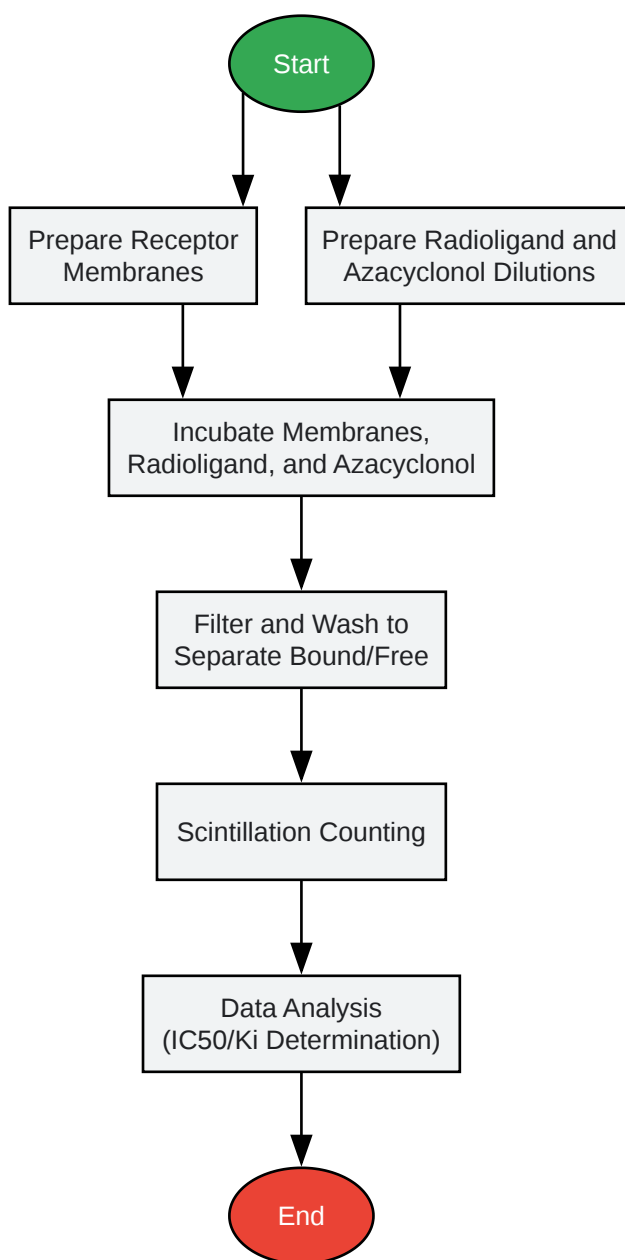 Start
Prepare Receptor
Membranes
Prepare Radioligand and
Azacyclonol Dilutions
Incubate Membranes,
Radioligand, and Azacyclonol
Filter and Wash to
Separate Bound/Free
Scintillation Counting
Data Analysis
(IC50/Ki Determination)
End